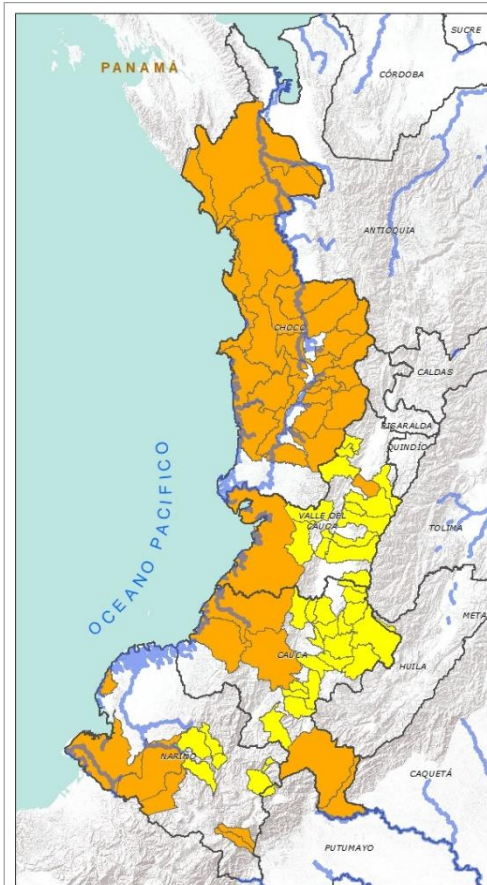 SUCRE
PANAMÁ
CÓRDOBA
ANTIOQUIA
CHOCÓ
CALDAS
RISARALDA
QUINDÍO
OCEANO PACIFICO
VALLE DEL
CAUCA
TOLIMA
META
CAUCA
HUILA
NARIÑO
CAQUETÁ
PUTUMAYO